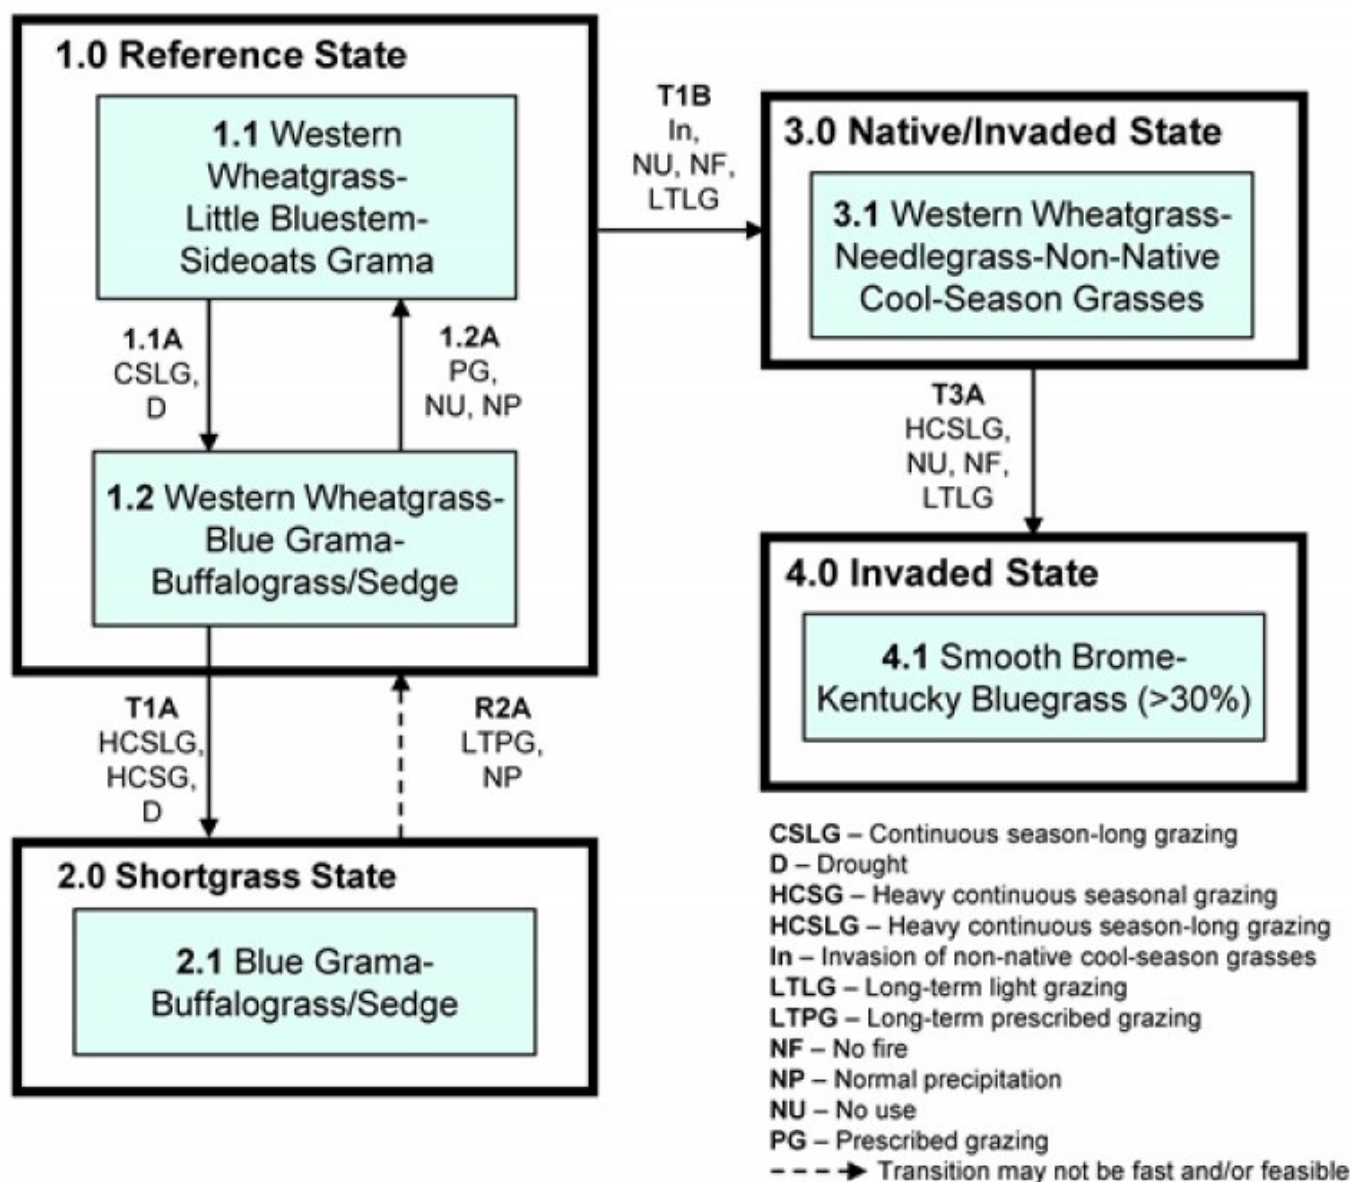 1.0 Reference State
1.1 Western
Wheatgrass-
Little Bluestem-
Sideoats Grama
1.1A
CSLG,
D
1.2A
PG,
NU, NP
1.2 Western Wheatgrass-
Blue Grama-
Buffalograss/Sedge
T1A
HCSLG,
HCSG,
D
R2A
LTPG,
NP
2.0 Shortgrass State
2.1 Blue Grama-
Buffalograss/Sedge
T1B
In,
NU, NF,
LTLG
3.0 Native/Invaded State
3.1 Western Wheatgrass-
Needlegrass-Non-Native
Cool-Season Grasses
T3A
HCSLG,
NU, NF,
LTLG
4.0 Invaded State
4.1 Smooth Brome-
Kentucky Bluegrass (>30%)
CSLG – Continuous season-long grazing
D – Drought
HCSG – Heavy continuous seasonal grazing
HCSLG – Heavy continuous season-long grazing
In – Invasion of non-native cool-season grasses
LTLG – Long-term light grazing
LTPG – Long-term prescribed grazing
NF – No fire
NP – Normal precipitation
NU – No use
PG – Prescribed grazing
Transition may not be fast and/or feasible